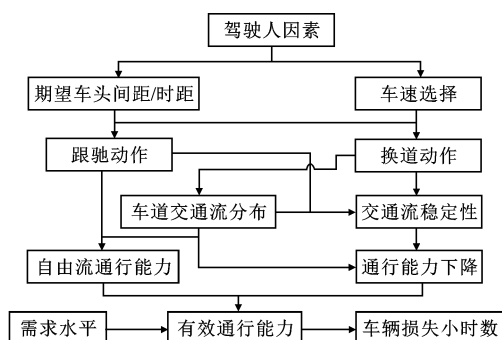 驾驶人因素
期望车头间距/时距
车速选择
跟驰动作
换道动作
车道交通流分布
交通流稳定性
自由流通行能力
通行能力下降
需求水平
有效通行能力
车辆损失小时数